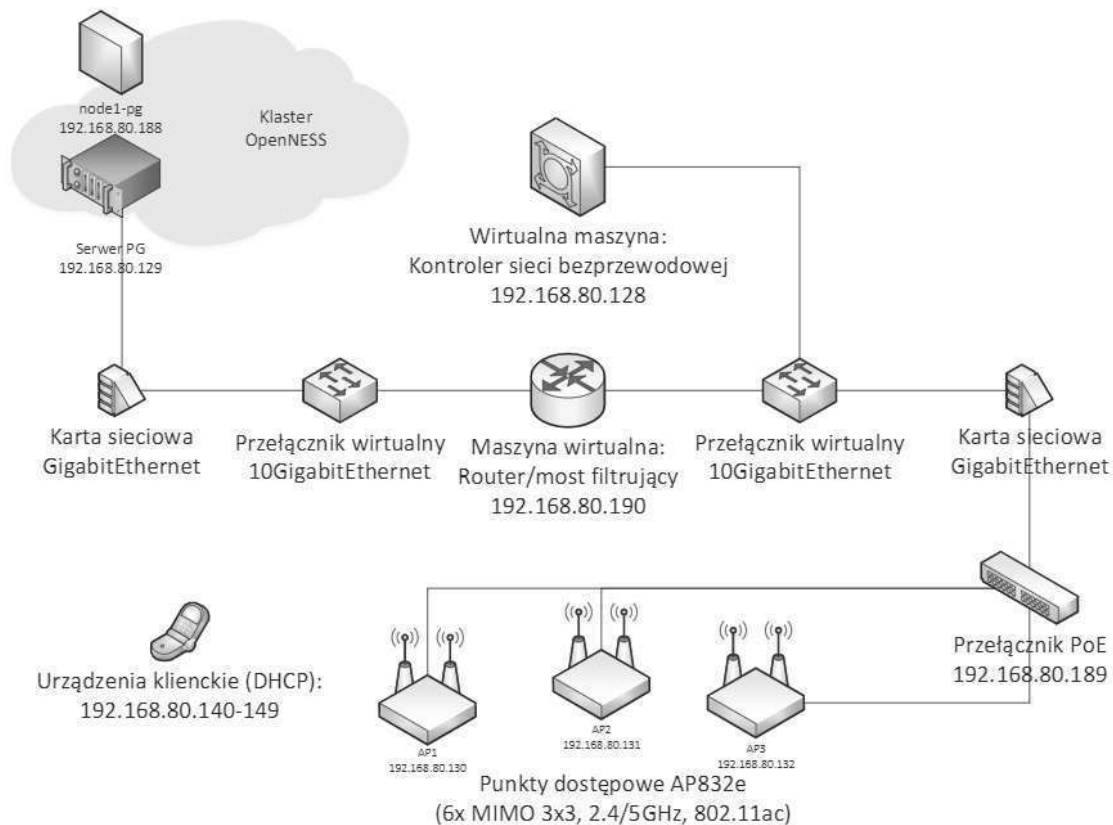 node1-pg
192.168.80.188
Klaster
OpenNESS
Serwer PG
192.168.80.129
Wirtualna maszyna:
Kontroler sieci bezprzewodowej
192.168.80.128
Karta sieciowa
GigabitEthernet
Przełącznik wirtualny
10GigabitEthernet
Maszyna wirtualna:
Router/most filtrujący
192.168.80.190
Przełącznik wirtualny
10GigabitEthernet
Karta sieciowa
GigabitEthernet
Przełącznik PoE
192.168.80.189
Urządzenia klienckie (DHCP):
192.168.80.140-149
AP1
192.168.80.130
AP2
192.168.80.131
AP3
192.168.80.132
Punkty dostępowe AP832e
(6x MIMO 3x3, 2.4/5GHz, 802.11ac)